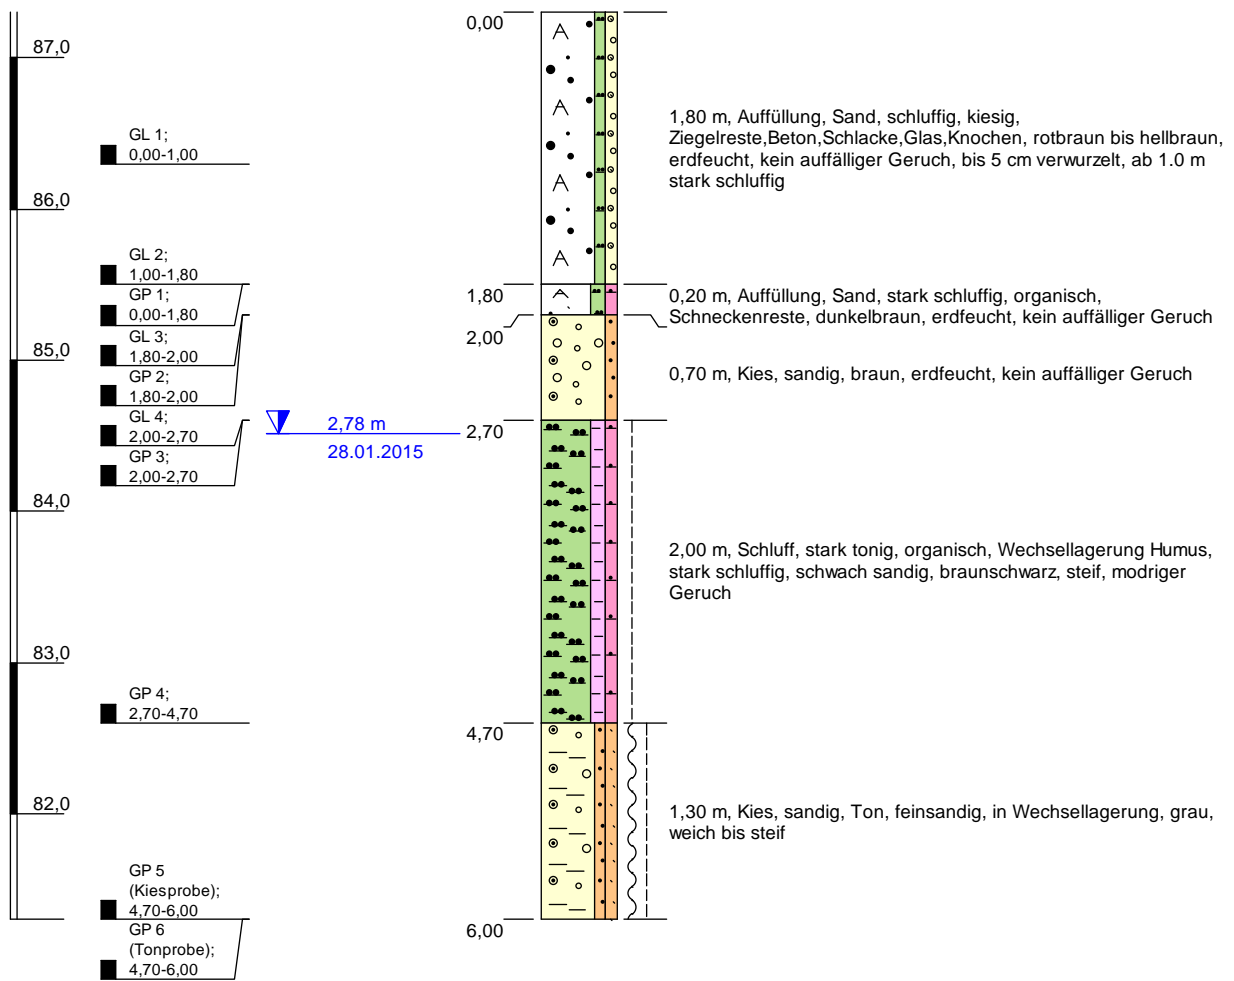 87,0
86,0
85,0
84,0
83,0
82,0
GL 1;
0,00-1,00
GL 2;
1,00-1,80
GP 1;
0,00-1,80
GL 3;
1,80-2,00
GP 2;
1,80-2,00
GL 4;
2,00-2,70
GP 3;
2,00-2,70
GP 4;
2,70-4,70
GP 5
(Kiesprobe);
4,70-6,00
GP 6
(Tonprobe);
4,70-6,00
2,78 m
28.01.2015
0,00
1,80
2,00
2,70
4,70
6,00
1,80 m, Auffüllung, Sand, schluffig, kiesig,
Ziegelreste,Beton,Schlacke,Glas,Knochen, rotbraun bis hellbraun,
erdfeucht, kein auffälliger Geruch, bis 5 cm verwurzelt, ab 1.0 m
stark schluffig
0,20 m, Auffüllung, Sand, stark schluffig, organisch,
Schneckenreste, dunkelbraun, erdfeucht, kein auffälliger Geruch
0,70 m, Kies, sandig, braun, erdfeucht, kein auffälliger Geruch
2,00 m, Schluff, stark tonig, organisch, Wechsellagerung Humus,
stark schluffig, schwach sandig, braunschwarz, steif, modriger
Geruch
1,30 m, Kies, sandig, Ton, feinsandig, in Wechsellagerung, grau,
weich bis steif